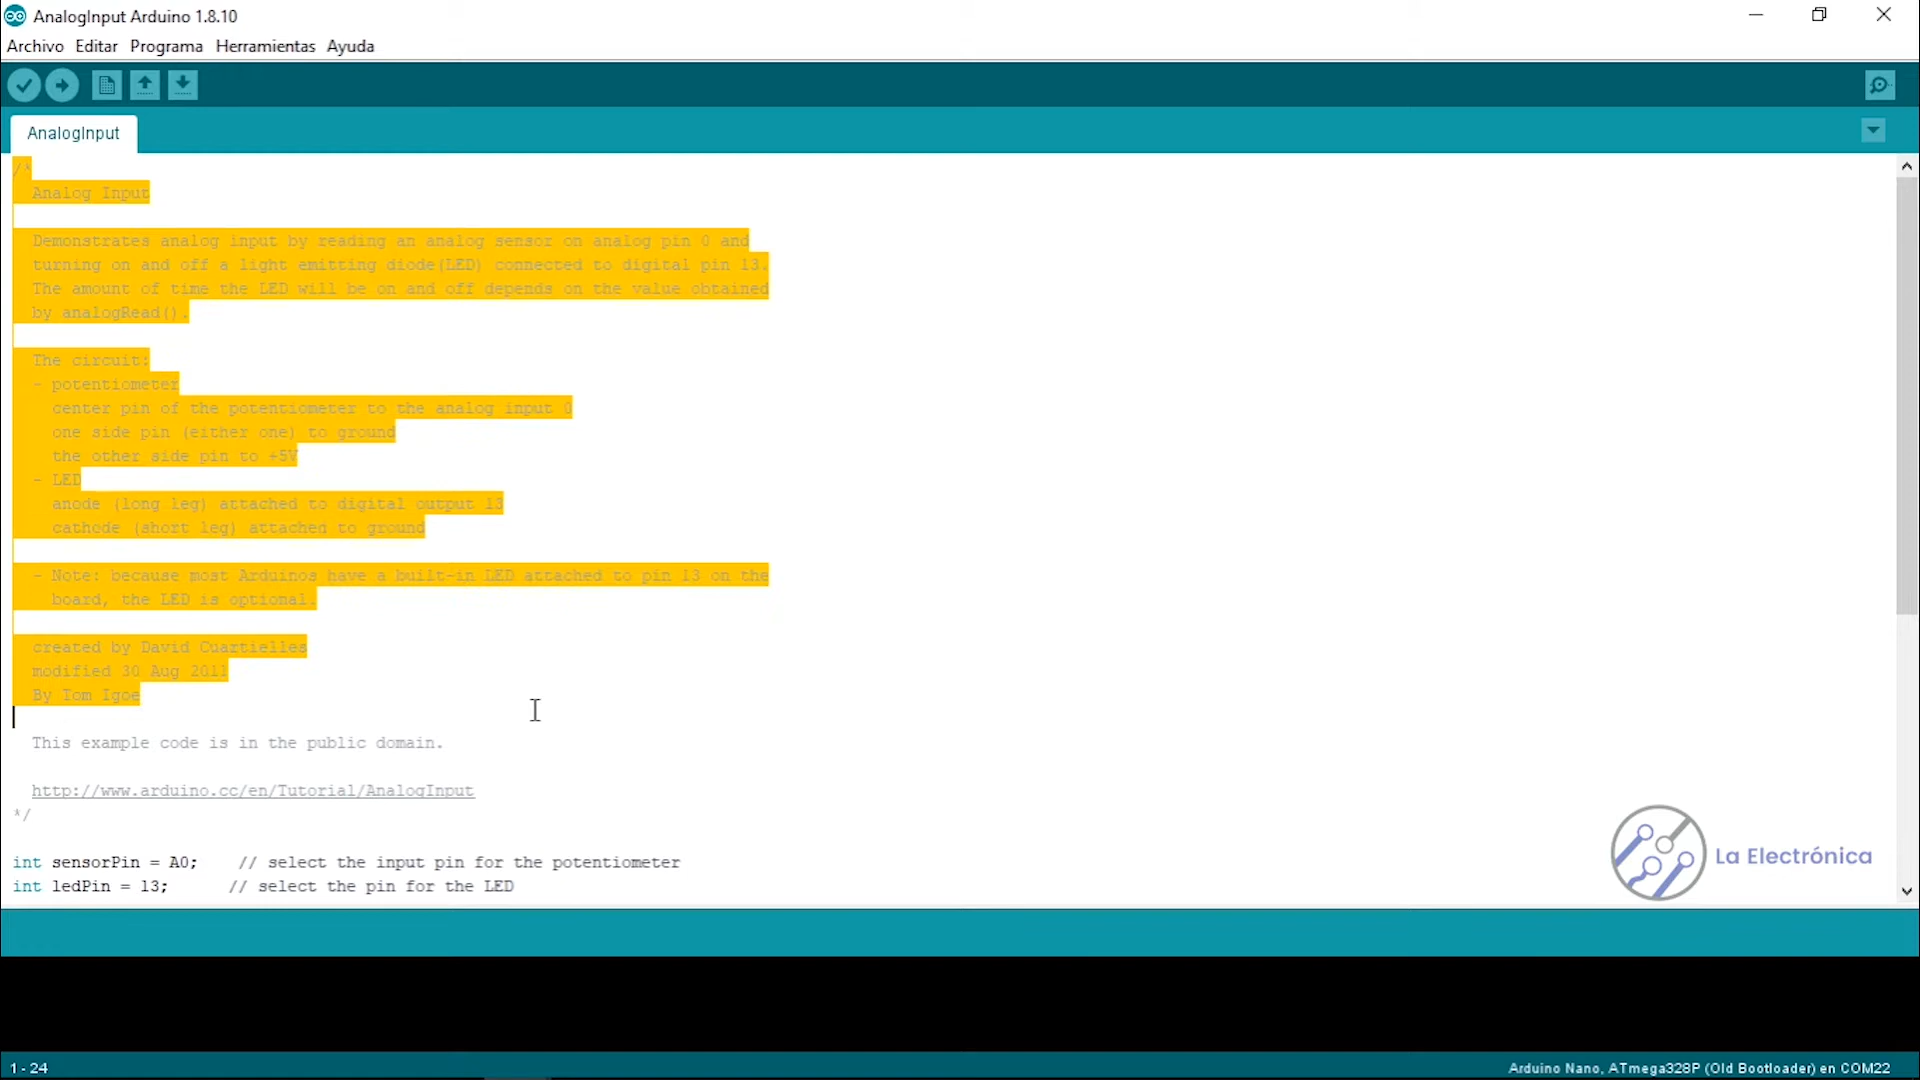 AnalogInput Arduino 1.8.10
Archivo Editar Programa Herramientas Ayuda
AnalogInput
/*
Analog Input
Demonstrates analog input by reading an analog sensor on analog pin 0 and
turning on and off a light emitting diode(LED) connected to digital pin 13.
The amount of time the LED will be on and off depends on the value obtained
by analogRead().
The circuit:
- potentiometer
center pin of the potentiometer to the analog input 0
one side pin (either one) to ground
the other side pin to +5V
- LED
anode (long leg) attached to digital output 13
cathode (short leg) attached to ground
- Note: because most Arduinos have a built-in LED attached to pin 13 on the
board, the LED is optional.
created by David Cuartielles
modified 30 Aug 2011
By Tom Igoe
This example code is in the public domain.
http://www.arduino.cc/en/Tutorial/AnalogInput
*/
int sensorPin = A0; // select the input pin for the potentiometer
int ledPin = 13; // select the pin for the LED
La Electrónica
1 - 24
Arduino Nano, ATmega328P (Old Bootloader) en COM22